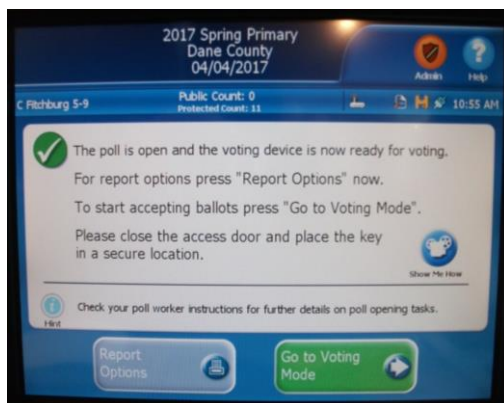 2017 Spring Primary
Dane County
04/04/2017
Admin
Help
C Fitchburg 5-9
Public Count: 0
Protected Count: 11
10:55 AM
The poll is open and the voting device is now ready for voting.
For report options press "Report Options" now.
To start accepting ballots press "Go to Voting Mode".
Please close the access door and place the key
in a secure location.
Show Me How
Hint
Check your poll worker instructions for further details on poll opening tasks.
Report
Options
Go to Voting
Mode